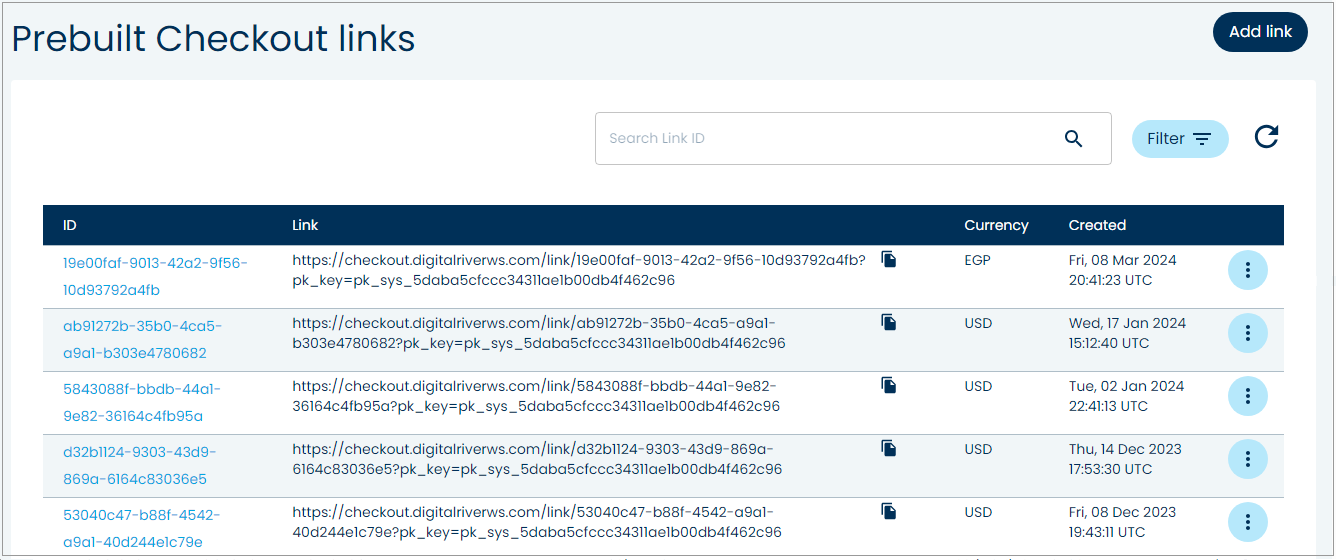 Prebuilt Checkout links
Add link
Search Link ID
Filter
ID Link Currency Created
19e00faf-9013-42a2-9f56-
10d93792a4fb
https://checkout.digitalriverws.com/link/19e00faf-9013-42a2-9f56-10d93792a4fb?
pk_key=pk_sys_5daba5cfccc34311ae1b00db4f462c96
EGP
Fri, 08 Mar 2024
20:41:23 UTC
ab91272b-35b0-4ca5-
a9a1-b303e4780682
https://checkout.digitalriverws.com/link/ab91272b-35b0-4ca5-a9a1-
b303e4780682?pk_key=pk_sys_5daba5cfccc34311ae1b00db4f462c96
USD
Wed, 17 Jan 2024
15:12:40 UTC
5843088f-bbdb-44a1-
9e82-36164c4fb95a
https://checkout.digitalriverws.com/link/5843088f-bbdb-44a1-9e82-
36164c4fb95a?pk_key=pk_sys_5daba5cfccc34311ae1b00db4f462c96
USD
Tue, 02 Jan 2024
22:41:13 UTC
d32b1124-9303-43d9-
869a-6164c83036e5
https://checkout.digitalriverws.com/link/d32b1124-9303-43d9-869a-
6164c83036e5?pk_key=pk_sys_5daba5cfccc34311ae1b00db4f462c96
USD
Thu, 14 Dec 2023
17:53:30 UTC
53040c47-b88f-4542-
a9a1-40d244e1c79e
https://checkout.digitalriverws.com/link/53040c47-b88f-4542-a9a1-
40d244e1c79e?pk_key=pk_sys_5daba5cfccc34311ae1b00db4f462c96
USD
Fri, 08 Dec 2023
19:43:11 UTC